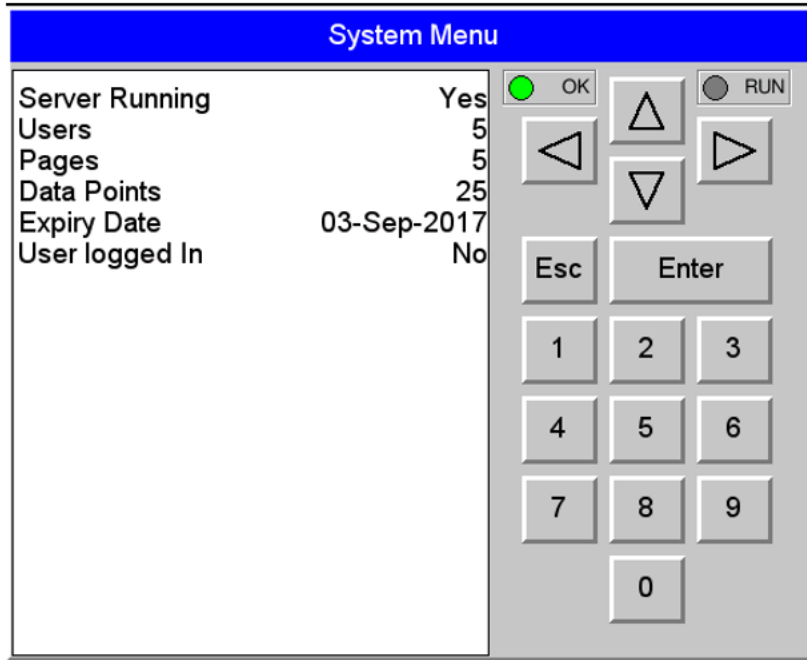 System Menu
Server Running Yes
Users 5
Pages 5
Data Points 25
Expiry Date 03-Sep-2017
User logged In No
OK RUN
Esc Enter
1 2 3
4 5 6
7 8 9
0